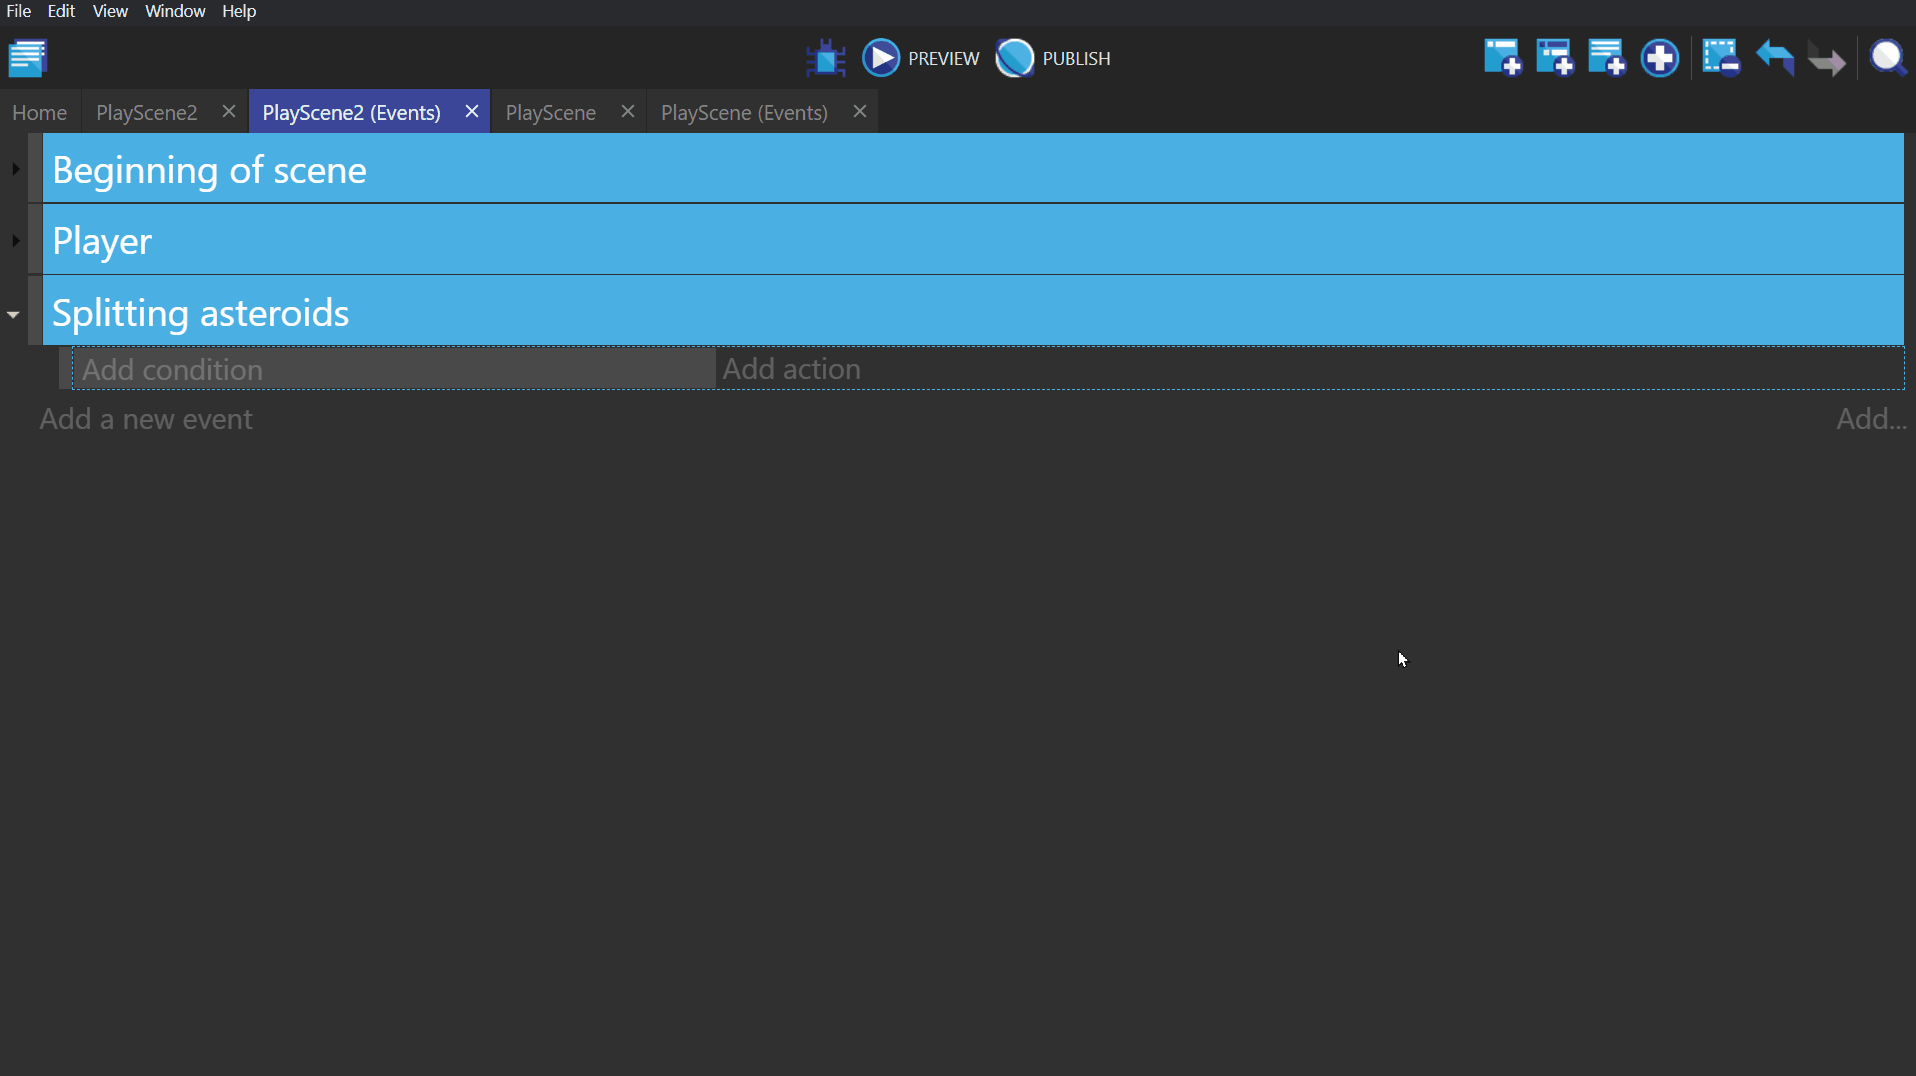 File Edit View Window Help
PREVIEW PUBLISH
Home PlayScene2 PlayScene2 (Events) PlayScene PlayScene (Events)
Beginning of scene
Player
Splitting asteroids
Add condition Add action
Add a new event Add...